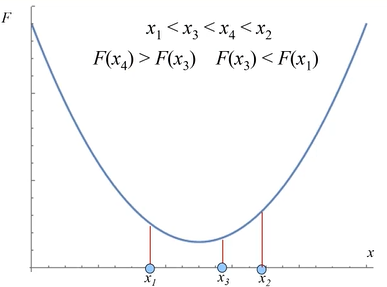 F
x₁ < x₃ < x₄ < x₂
F(x₄) > F(x₃) F(x₃) < F(x₁)
x
x₁ x₃ x₂